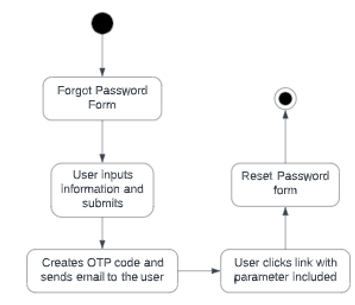 Forgot Password
Form
User inputs
information and
submits
Creates OTP code and
sends email to the user
User clicks link with
parameter included
Reset Password
form